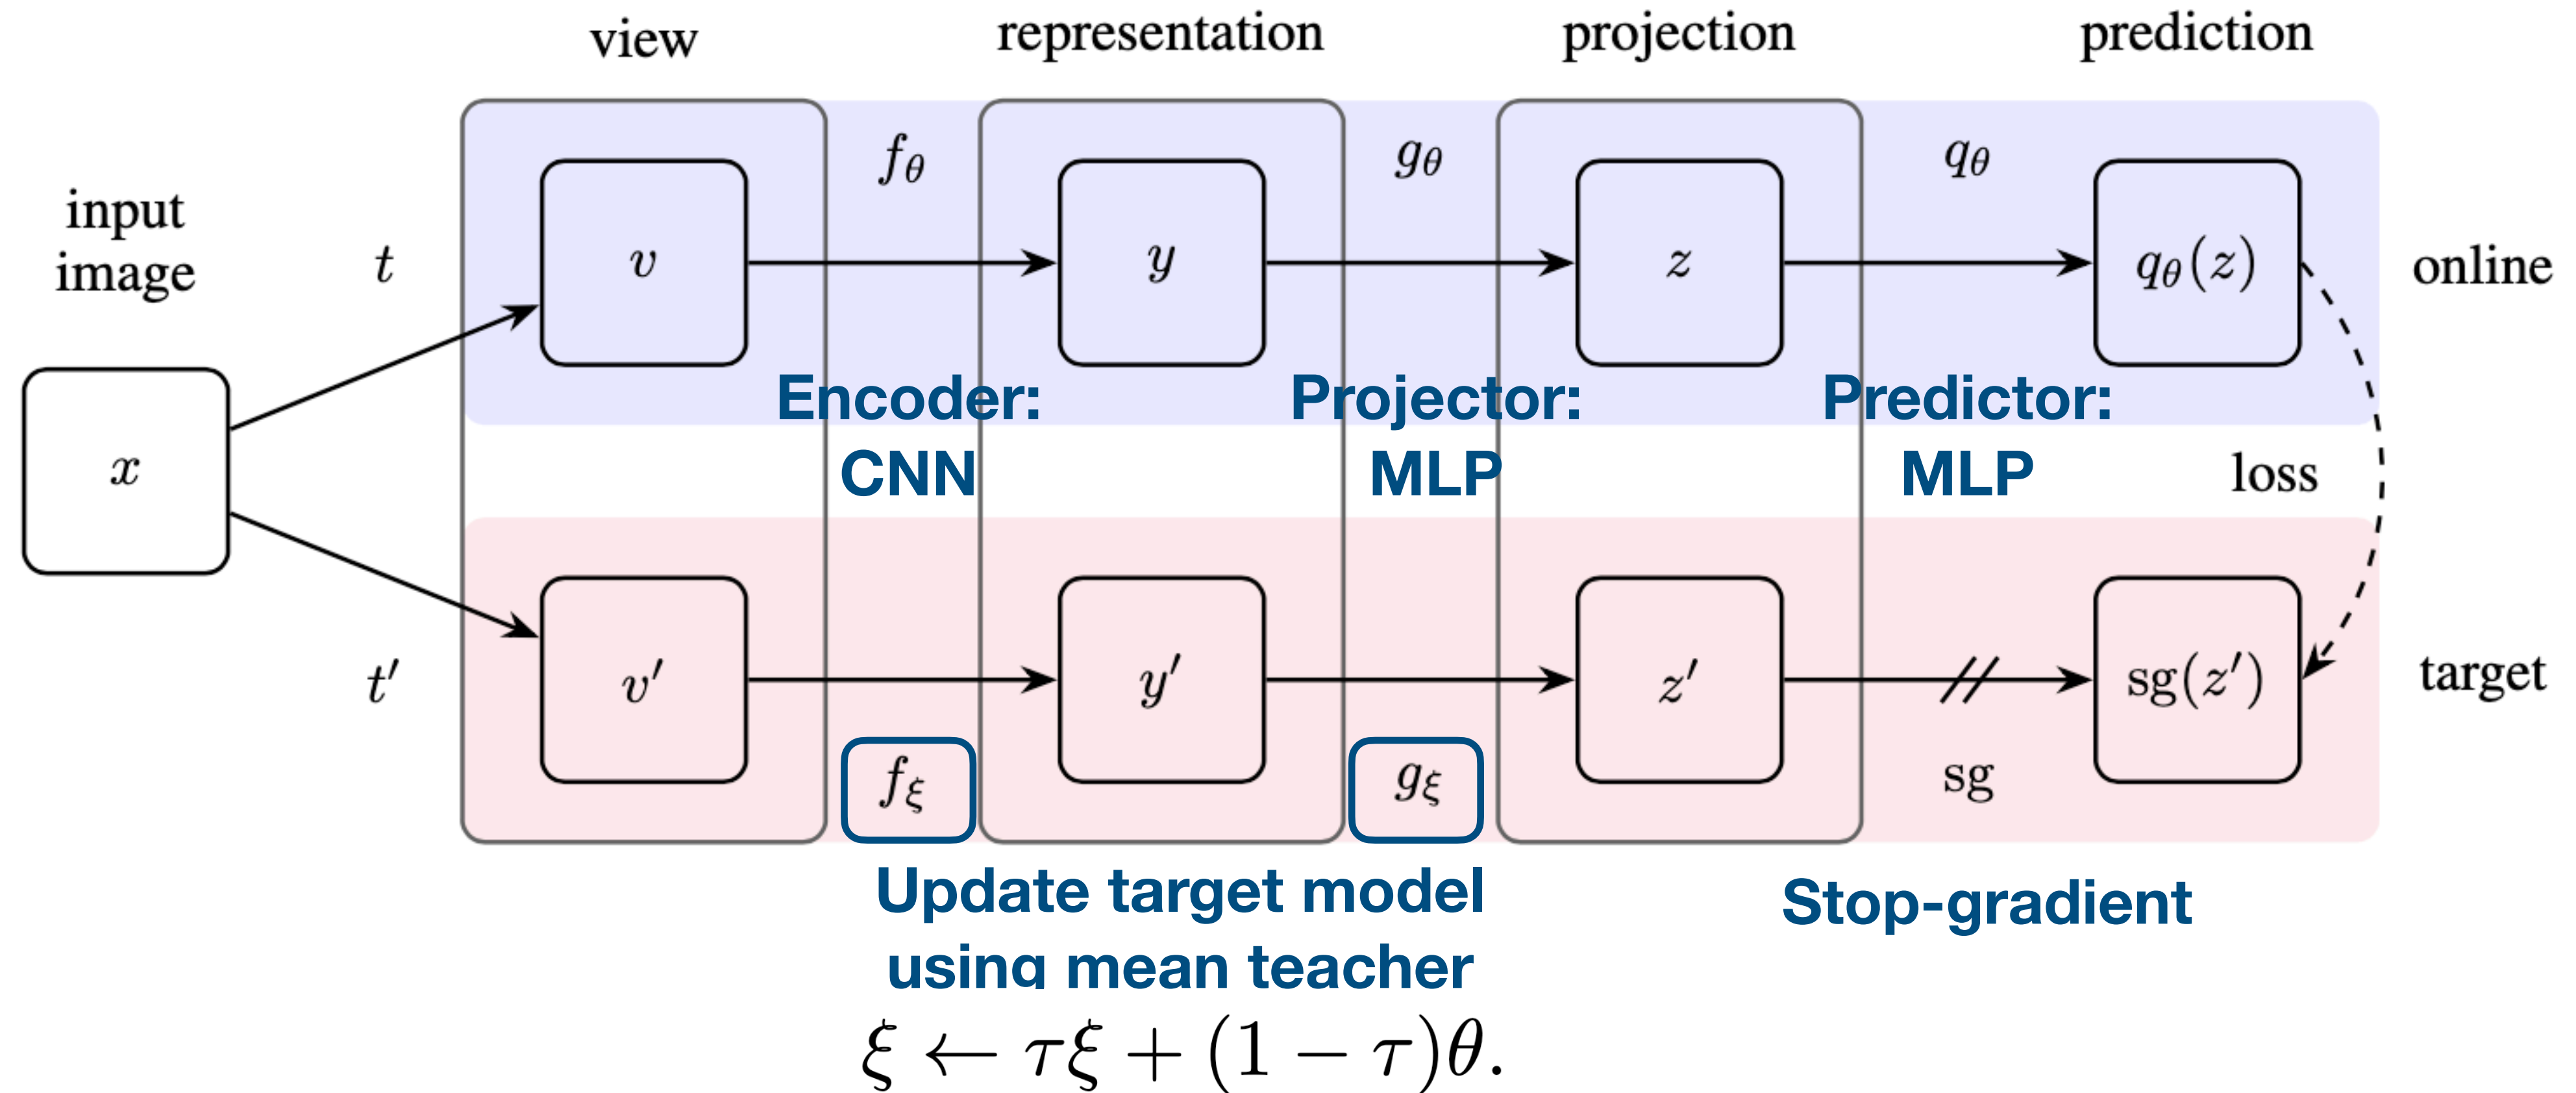 view representation projection prediction
f_θ g_θ q_θ
input
image
t
v y z q_θ(z) online
Encoder: Projector: Predictor:
CNN MLP MLP loss
x
t′
v′ y′ z′ sg(z′) target
f_ξ g_ξ sg
Update target model Stop-gradient
using mean teacher
ξ ← τξ + (1 − τ)θ.